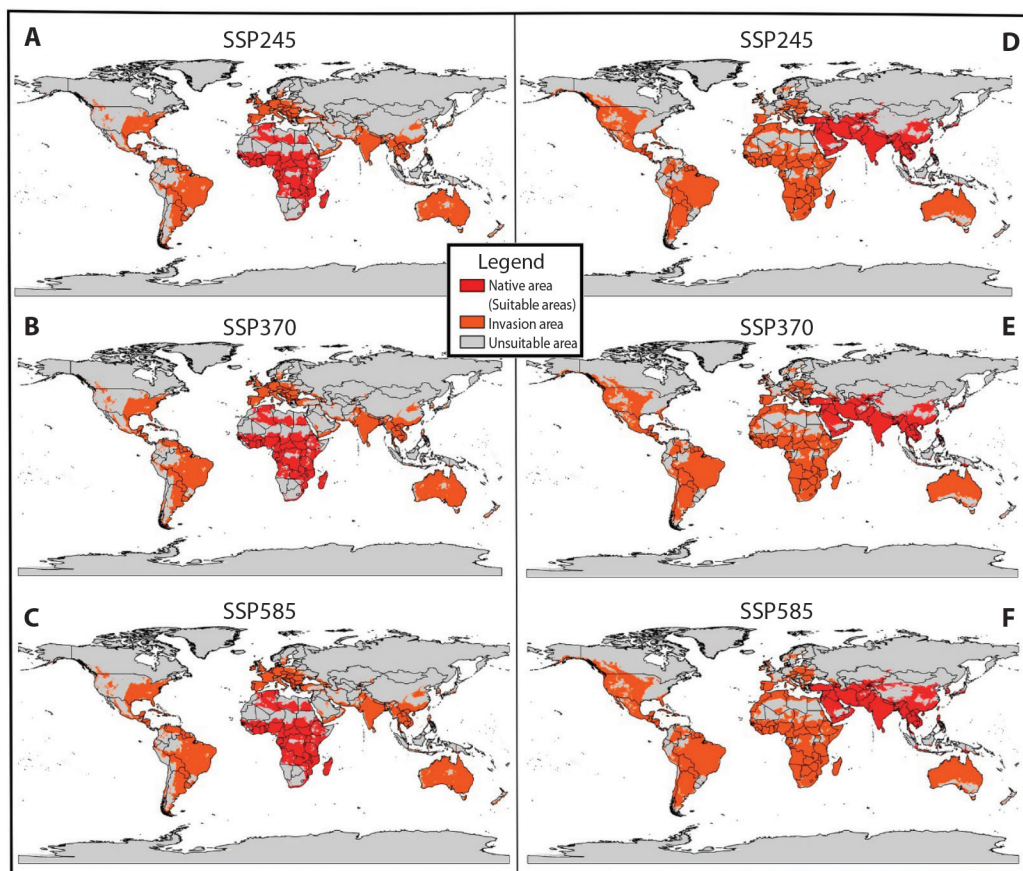 A
SSP245
SSP245
D
Legend
Native area
(Suitable areas)
Invasion area
Unsuitable area
B
SSP370
SSP370
E
C
SSP585
SSP585
F